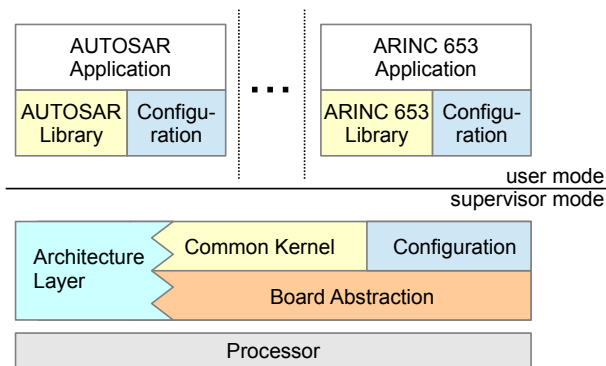 AUTOSAR
Application
AUTOSAR
Library
Configu-
ration
...
ARINC 653
Application
ARINC 653
Library
Configu-
ration
user mode
supervisor mode
Architecture
Layer
Common Kernel
Configuration
Board Abstraction
Processor